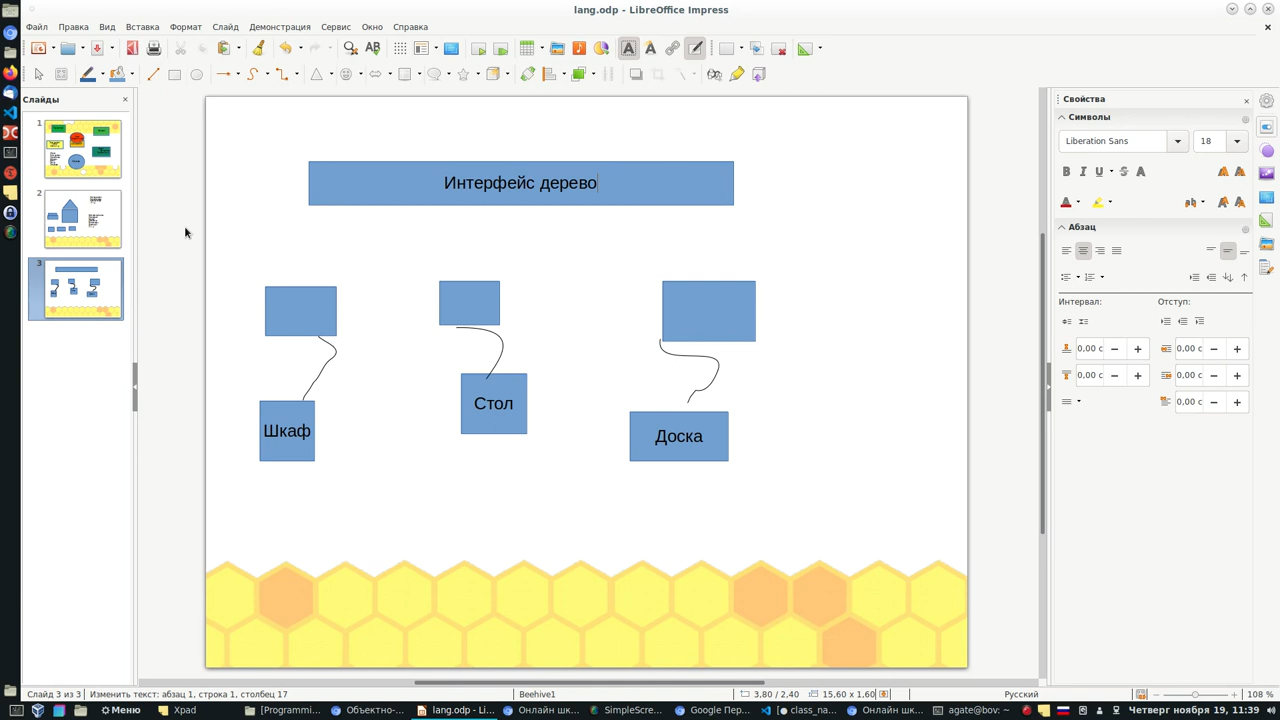 lang.odp - LibreOffice Impress
Файл Правка Вид Вставка Формат Слайд Демонстрация Сервис Окно Справка
Слайды
1
2
3
Интерфейс дерево
Шкаф
Стол
Доска
Свойства
Символы
Liberation Sans 18
Абзац
Интервал: Отступ:
0,00 с 0,00 с
0,00 с 0,00 с
0,00 с
Слайд 3 из 3 Изменить текст: абзац 1, строка 1, столбец 17 Beehive1 3,80 / 2,40 15,60 x 1,60 Русский 108 %
Меню Xpad [Programmi... Объектно-... lang.odp - Li... Онлайн шк... SimpleScre... Google Пер... [● class_na... Онлайн шк... agate@bov: ~ Четверг ноября 19, 11:39